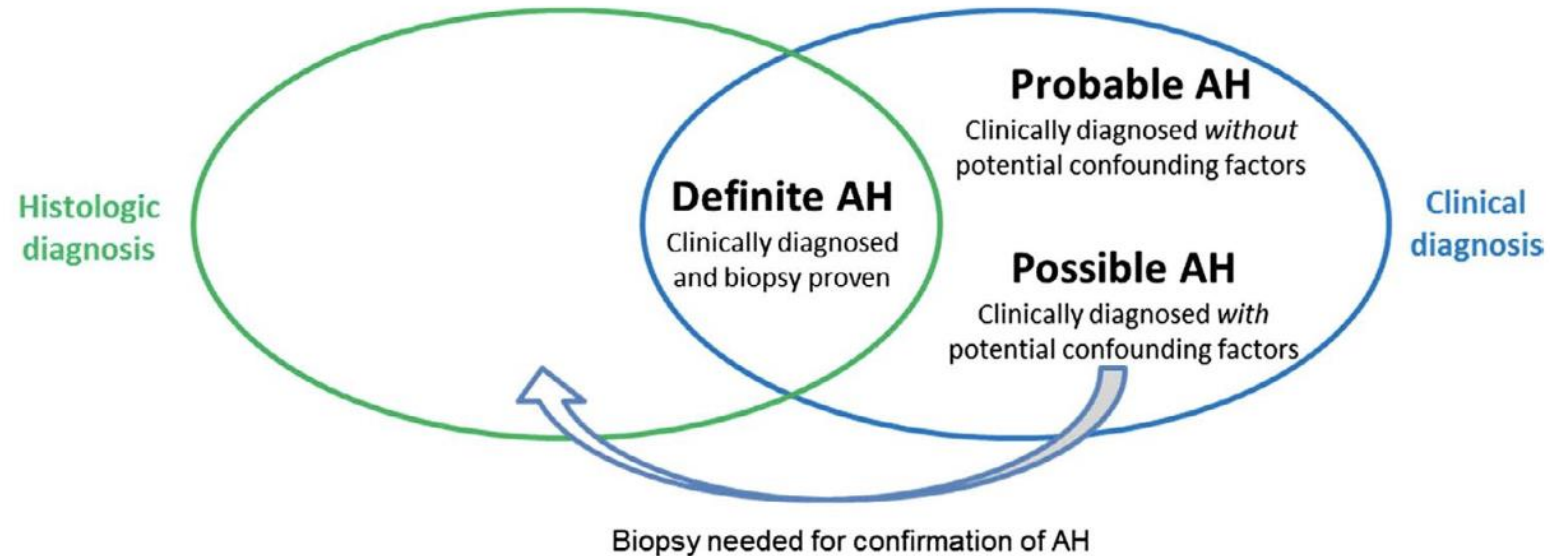 Histologic
diagnosis
Definite AH
Clinically diagnosed
and biopsy proven
Probable AH
Clinically diagnosed without
potential confounding factors
Possible AH
Clinically diagnosed with
potential confounding factors
Clinical
diagnosis
Biopsy needed for confirmation of AH